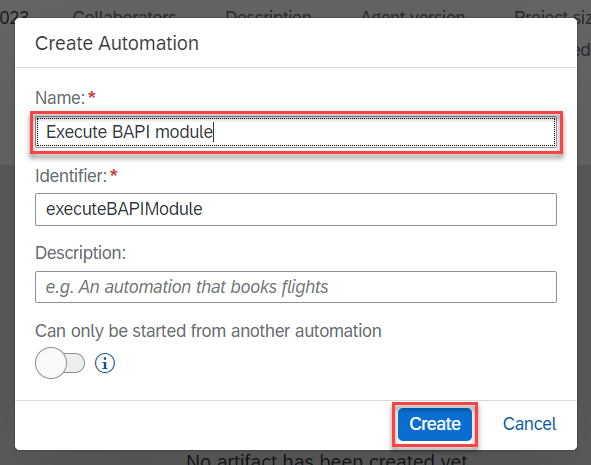 023 Collaborators Description Agent version Project siz
Create Automation
ed
Name:*
Execute BAPI module
Identifier:*
executeBAPIModule
Description:
e.g. An automation that books flights
Can only be started from another automation
i
Create Cancel
No artifact has been created yet